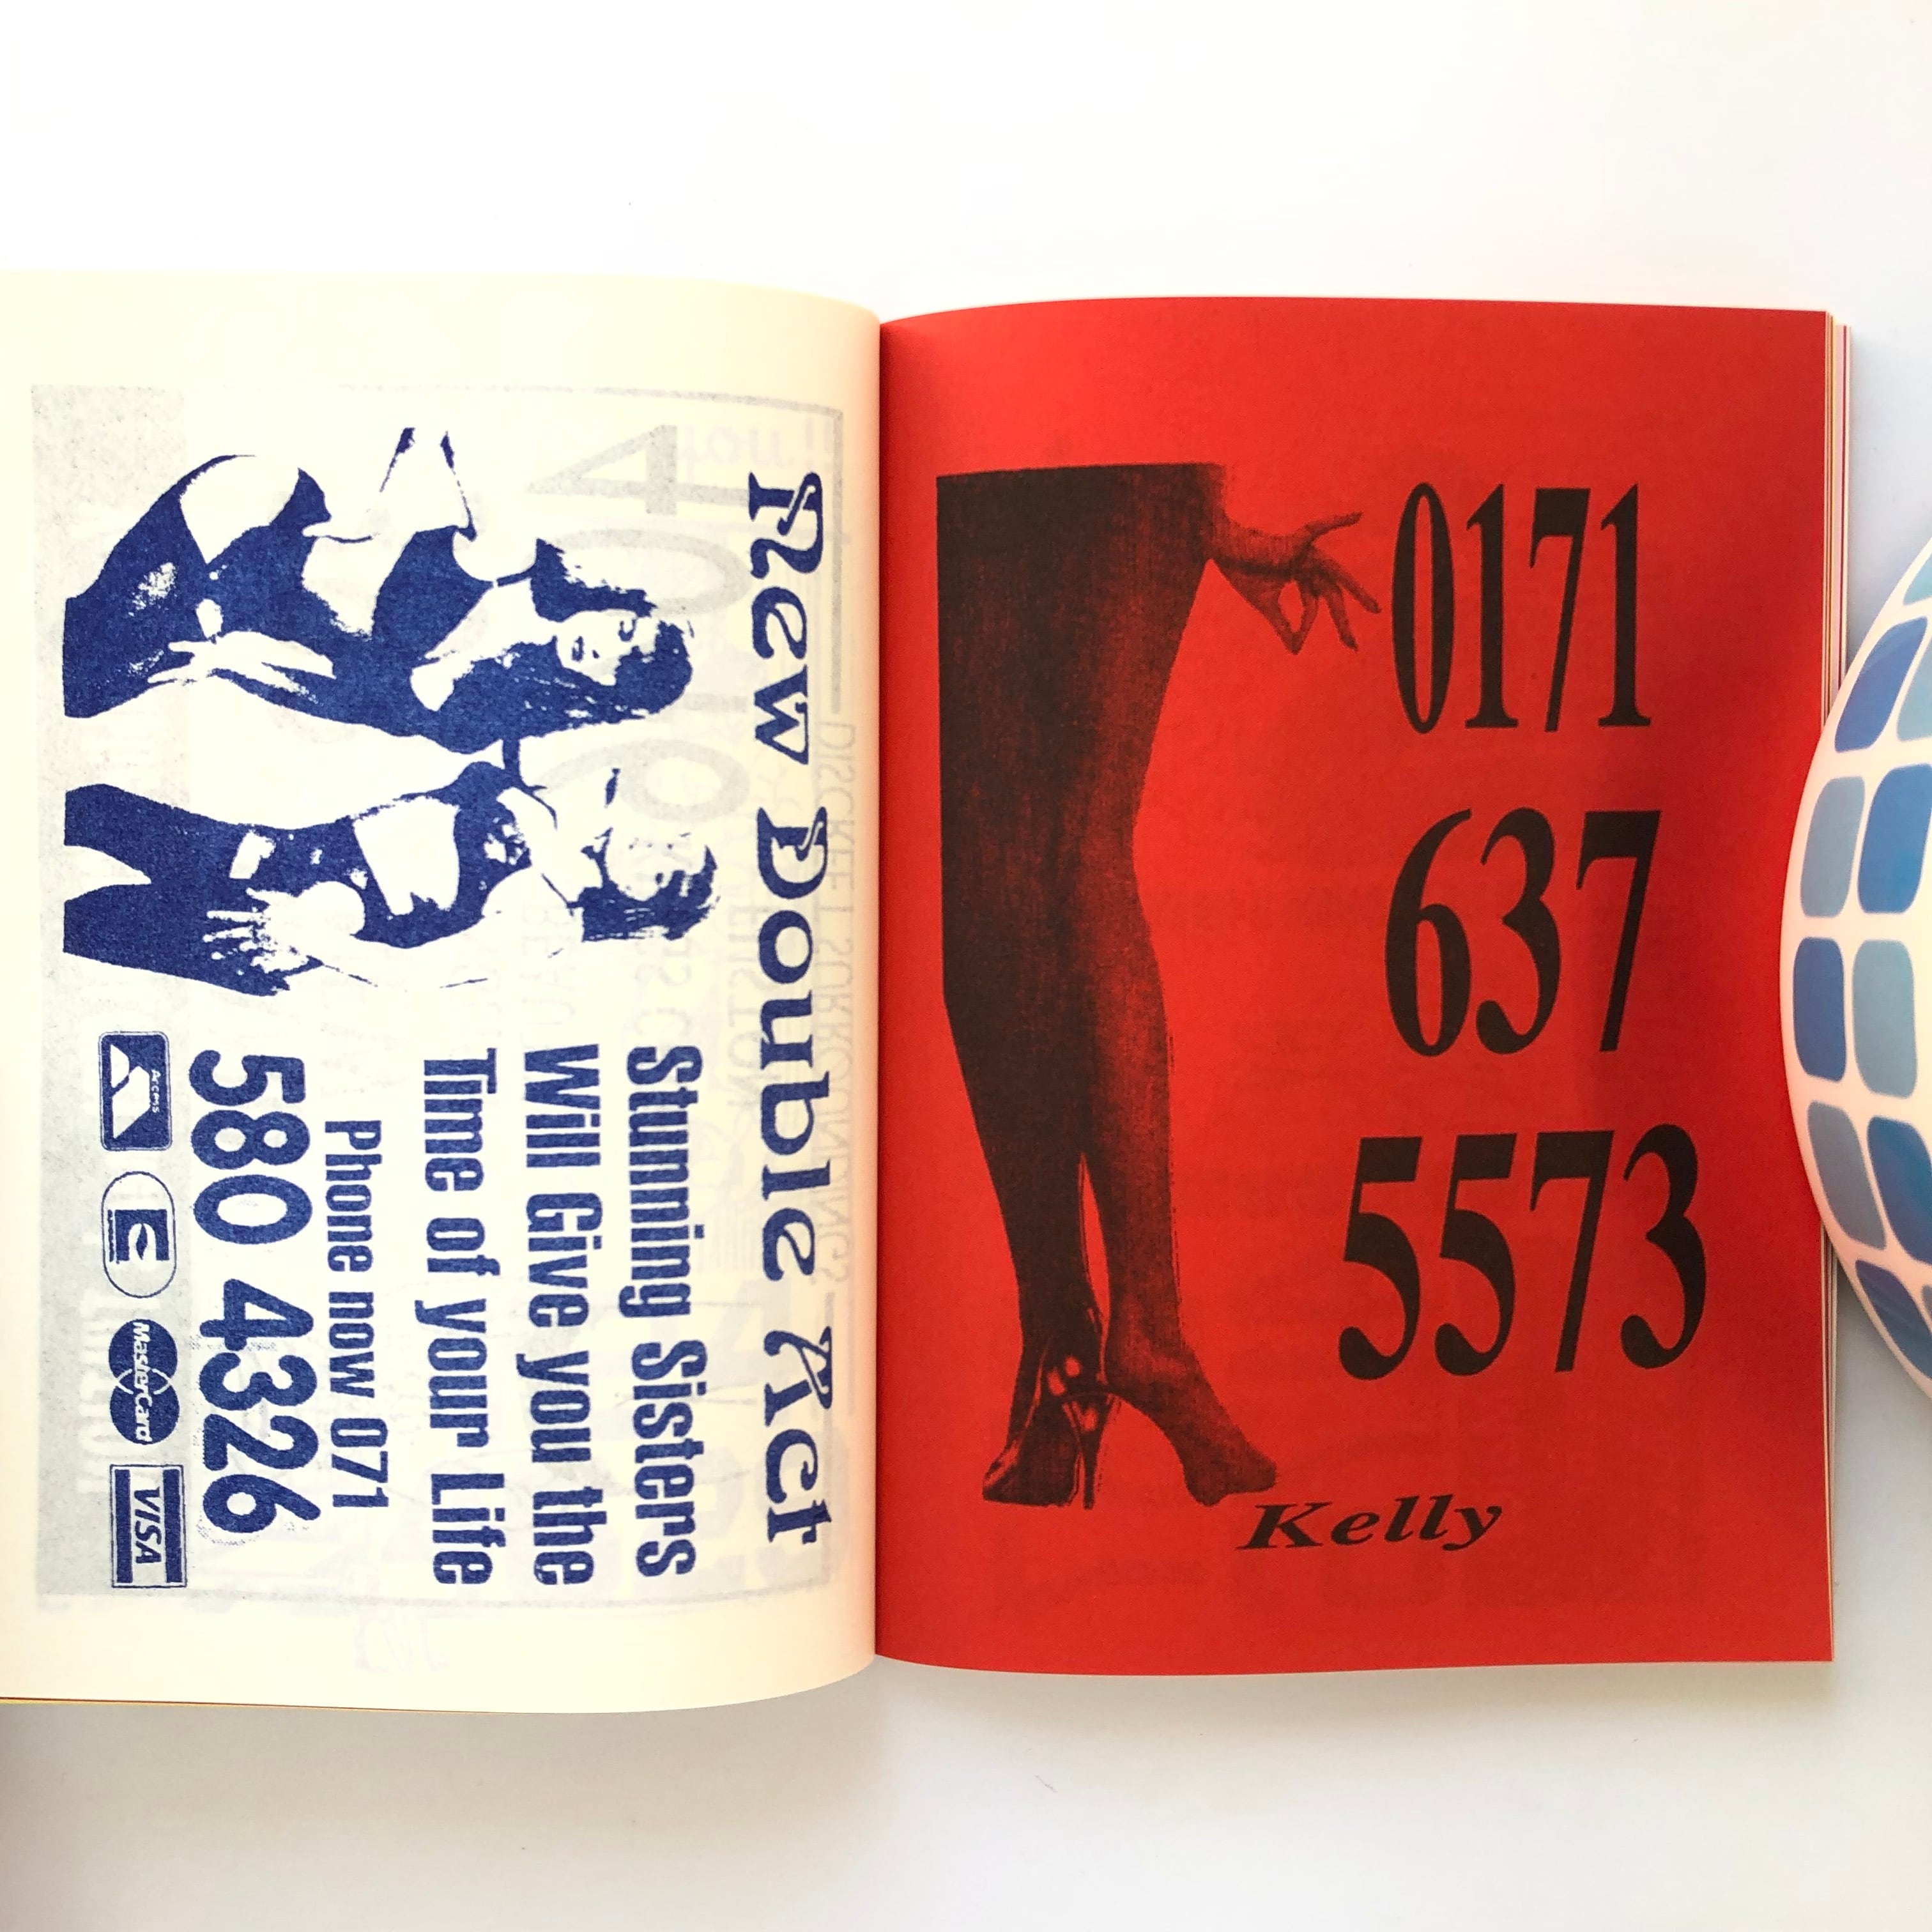 New Double Act
Stunning Sisters
Will Give you the
Time of your Life
Phone now 071
580 4326
Access
E
MasterCard
VISA
0171
637
5573
Kelly